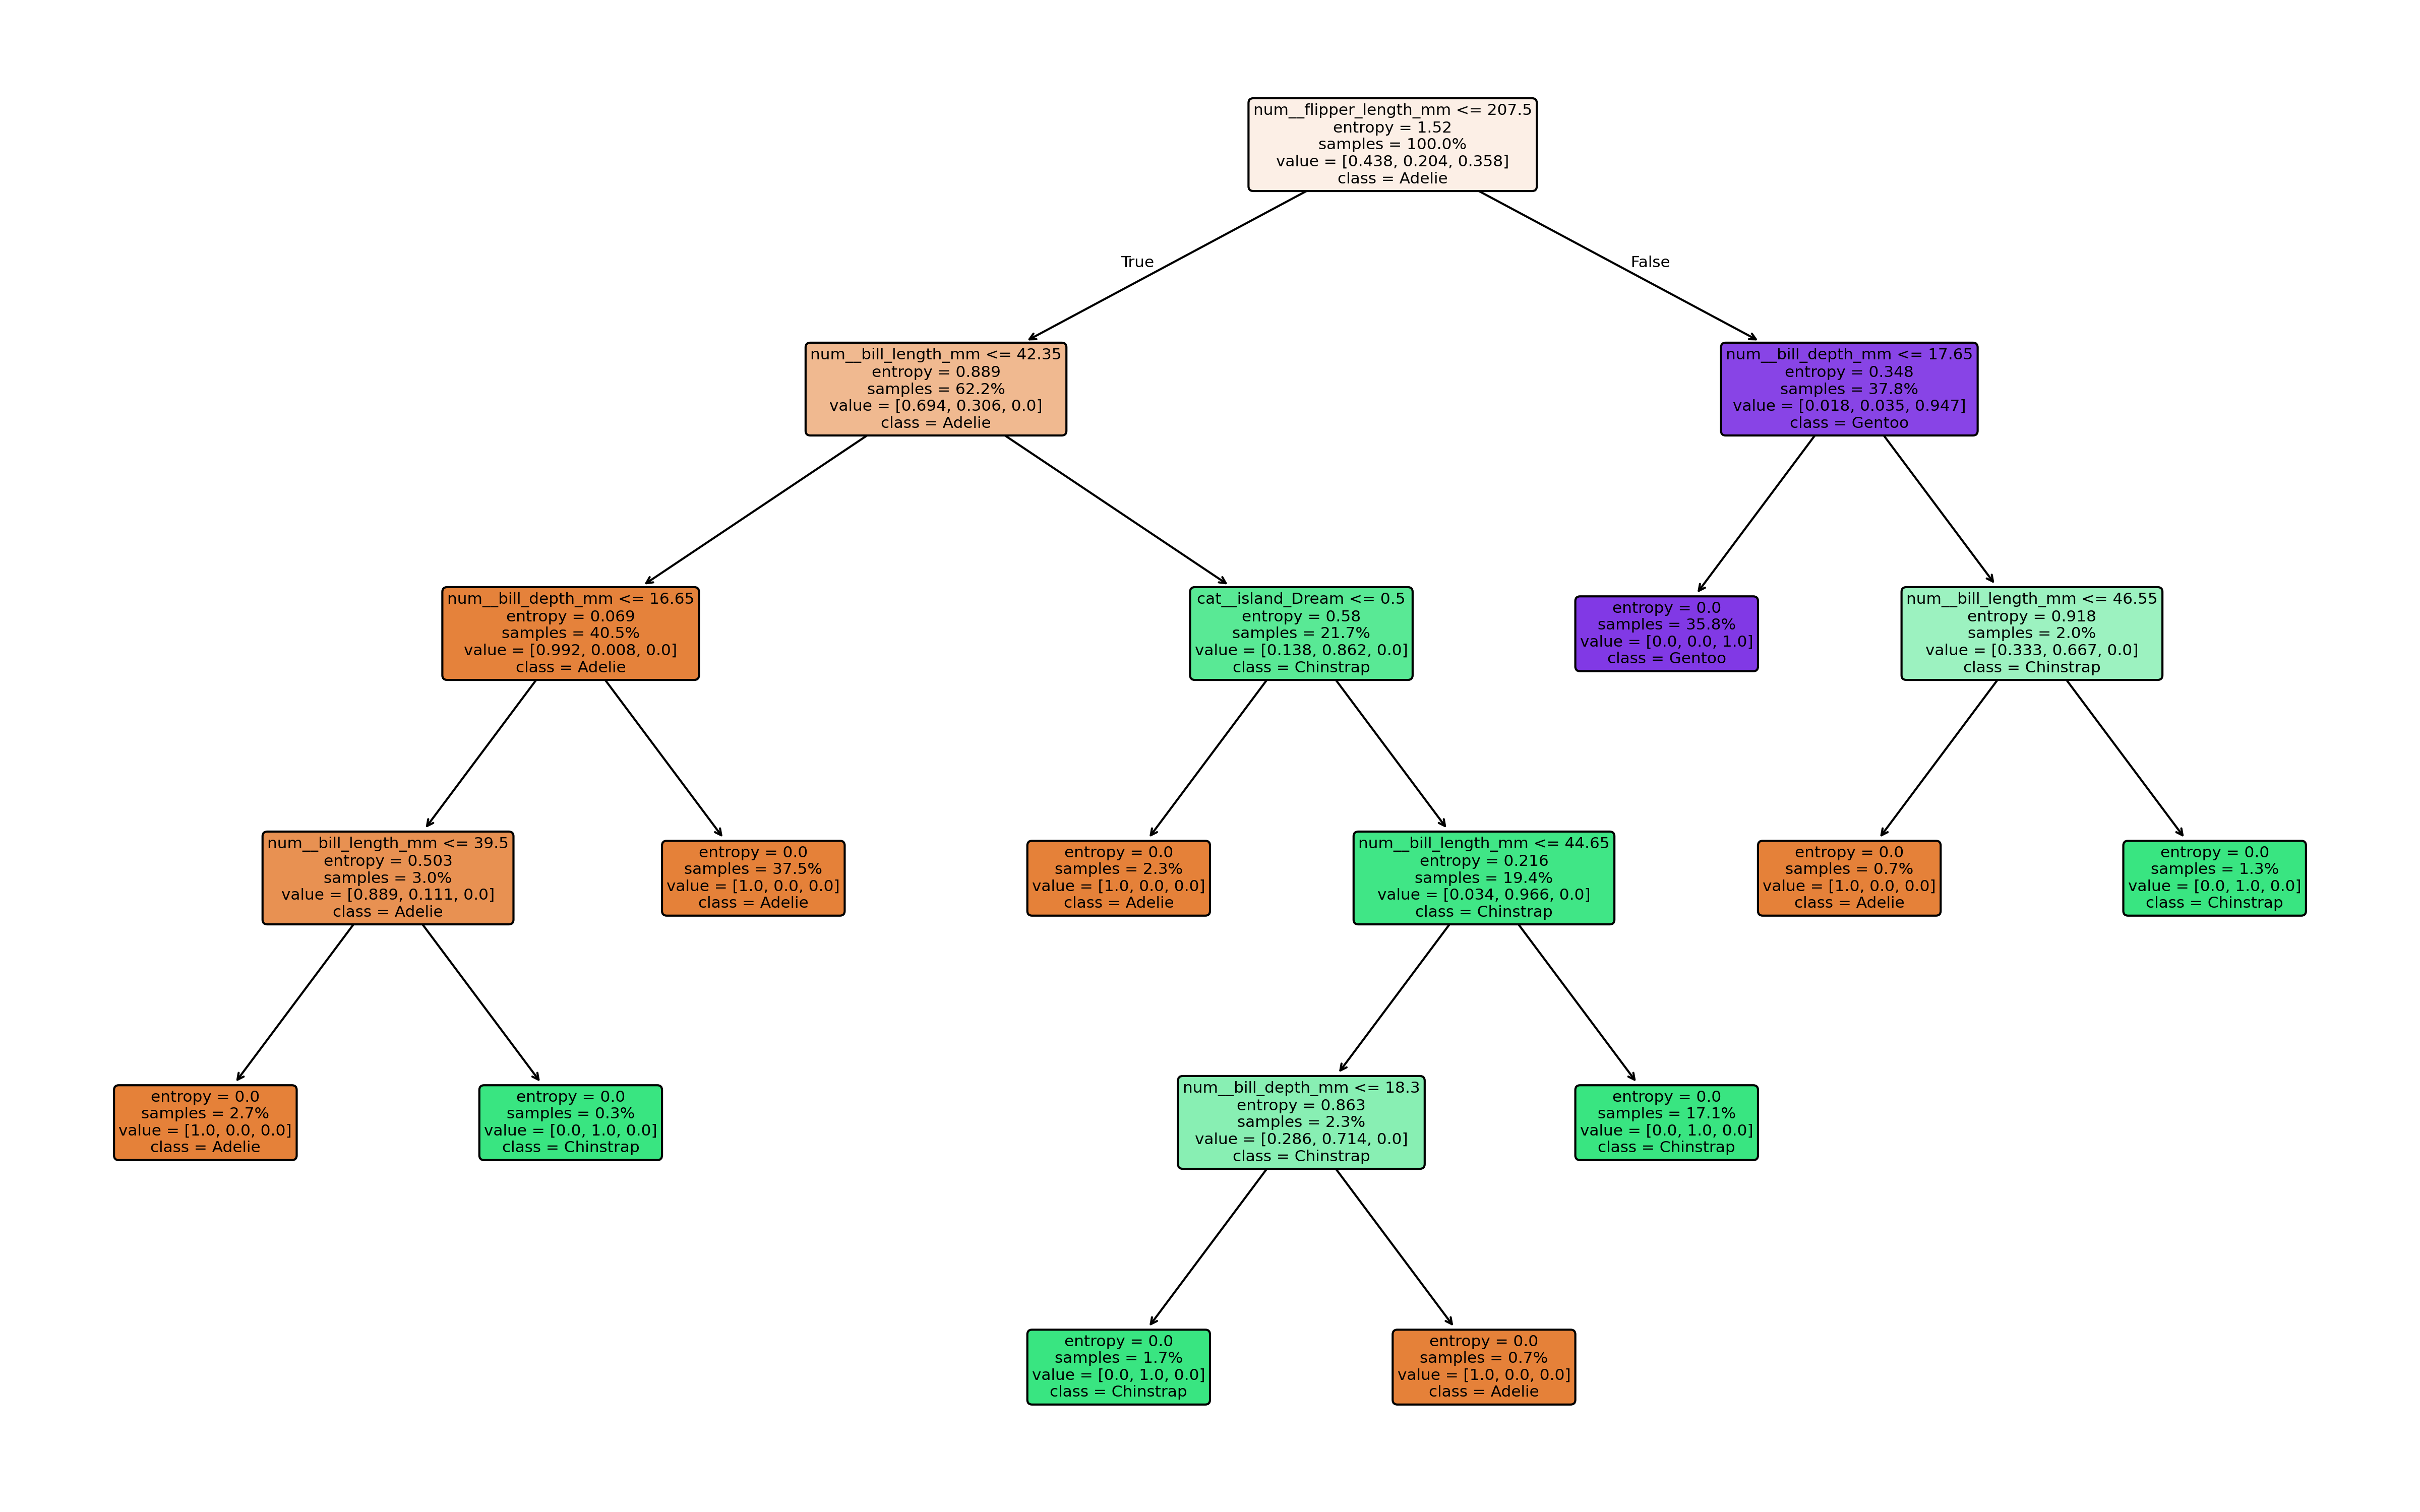 num__flipper_length_mm <= 207.5
entropy = 1.52
samples = 100.0%
value = [0.438, 0.204, 0.358]
class = Adelie
True
False
num__bill_length_mm <= 42.35
entropy = 0.889
samples = 62.2%
value = [0.694, 0.306, 0.0]
class = Adelie
num__bill_depth_mm <= 17.65
entropy = 0.348
samples = 37.8%
value = [0.018, 0.035, 0.947]
class = Gentoo
num__bill_depth_mm <= 16.65
entropy = 0.069
samples = 40.5%
value = [0.992, 0.008, 0.0]
class = Adelie
cat__island_Dream <= 0.5
entropy = 0.58
samples = 21.7%
value = [0.138, 0.862, 0.0]
class = Chinstrap
entropy = 0.0
samples = 35.8%
value = [0.0, 0.0, 1.0]
class = Gentoo
num__bill_length_mm <= 46.55
entropy = 0.918
samples = 2.0%
value = [0.333, 0.667, 0.0]
class = Chinstrap
num__bill_length_mm <= 39.5
entropy = 0.503
samples = 3.0%
value = [0.889, 0.111, 0.0]
class = Adelie
entropy = 0.0
samples = 37.5%
value = [1.0, 0.0, 0.0]
class = Adelie
entropy = 0.0
samples = 2.3%
value = [1.0, 0.0, 0.0]
class = Adelie
num__bill_length_mm <= 44.65
entropy = 0.216
samples = 19.4%
value = [0.034, 0.966, 0.0]
class = Chinstrap
entropy = 0.0
samples = 0.7%
value = [1.0, 0.0, 0.0]
class = Adelie
entropy = 0.0
samples = 1.3%
value = [0.0, 1.0, 0.0]
class = Chinstrap
entropy = 0.0
samples = 2.7%
value = [1.0, 0.0, 0.0]
class = Adelie
entropy = 0.0
samples = 0.3%
value = [0.0, 1.0, 0.0]
class = Chinstrap
num__bill_depth_mm <= 18.3
entropy = 0.863
samples = 2.3%
value = [0.286, 0.714, 0.0]
class = Chinstrap
entropy = 0.0
samples = 17.1%
value = [0.0, 1.0, 0.0]
class = Chinstrap
entropy = 0.0
samples = 1.7%
value = [0.0, 1.0, 0.0]
class = Chinstrap
entropy = 0.0
samples = 0.7%
value = [1.0, 0.0, 0.0]
class = Adelie